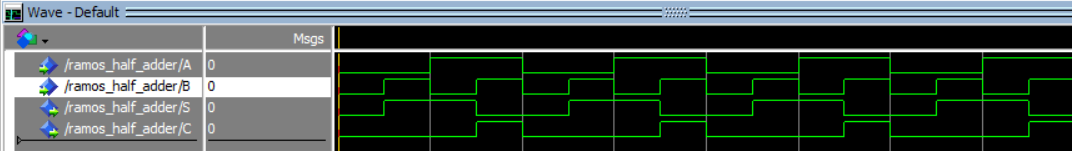 Wave - Default
Msgs
/ramos_half_adder/A 0
/ramos_half_adder/B 0
/ramos_half_adder/S 0
/ramos_half_adder/C 0